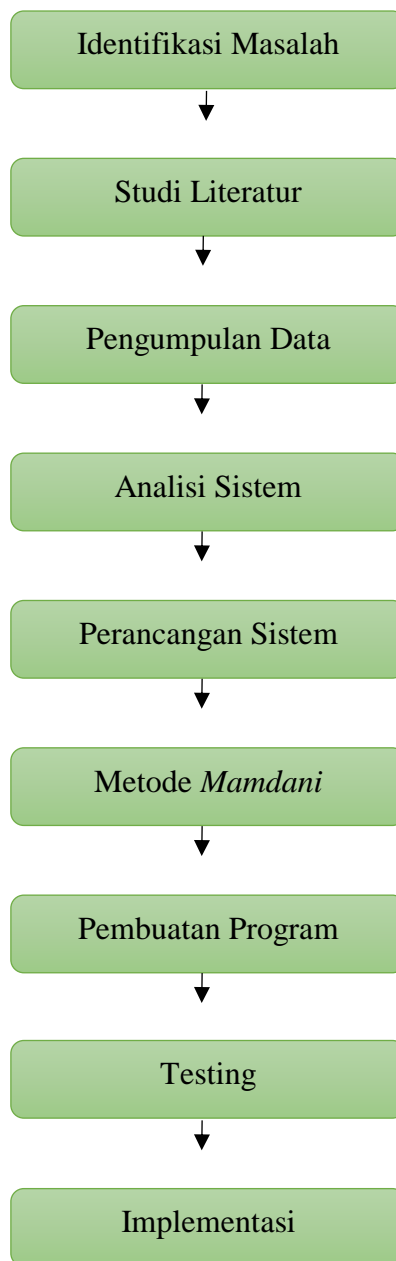 Identifikasi Masalah
Studi Literatur
Pengumpulan Data
Analisi Sistem
Perancangan Sistem
Metode Mamdani
Pembuatan Program
Testing
Implementasi